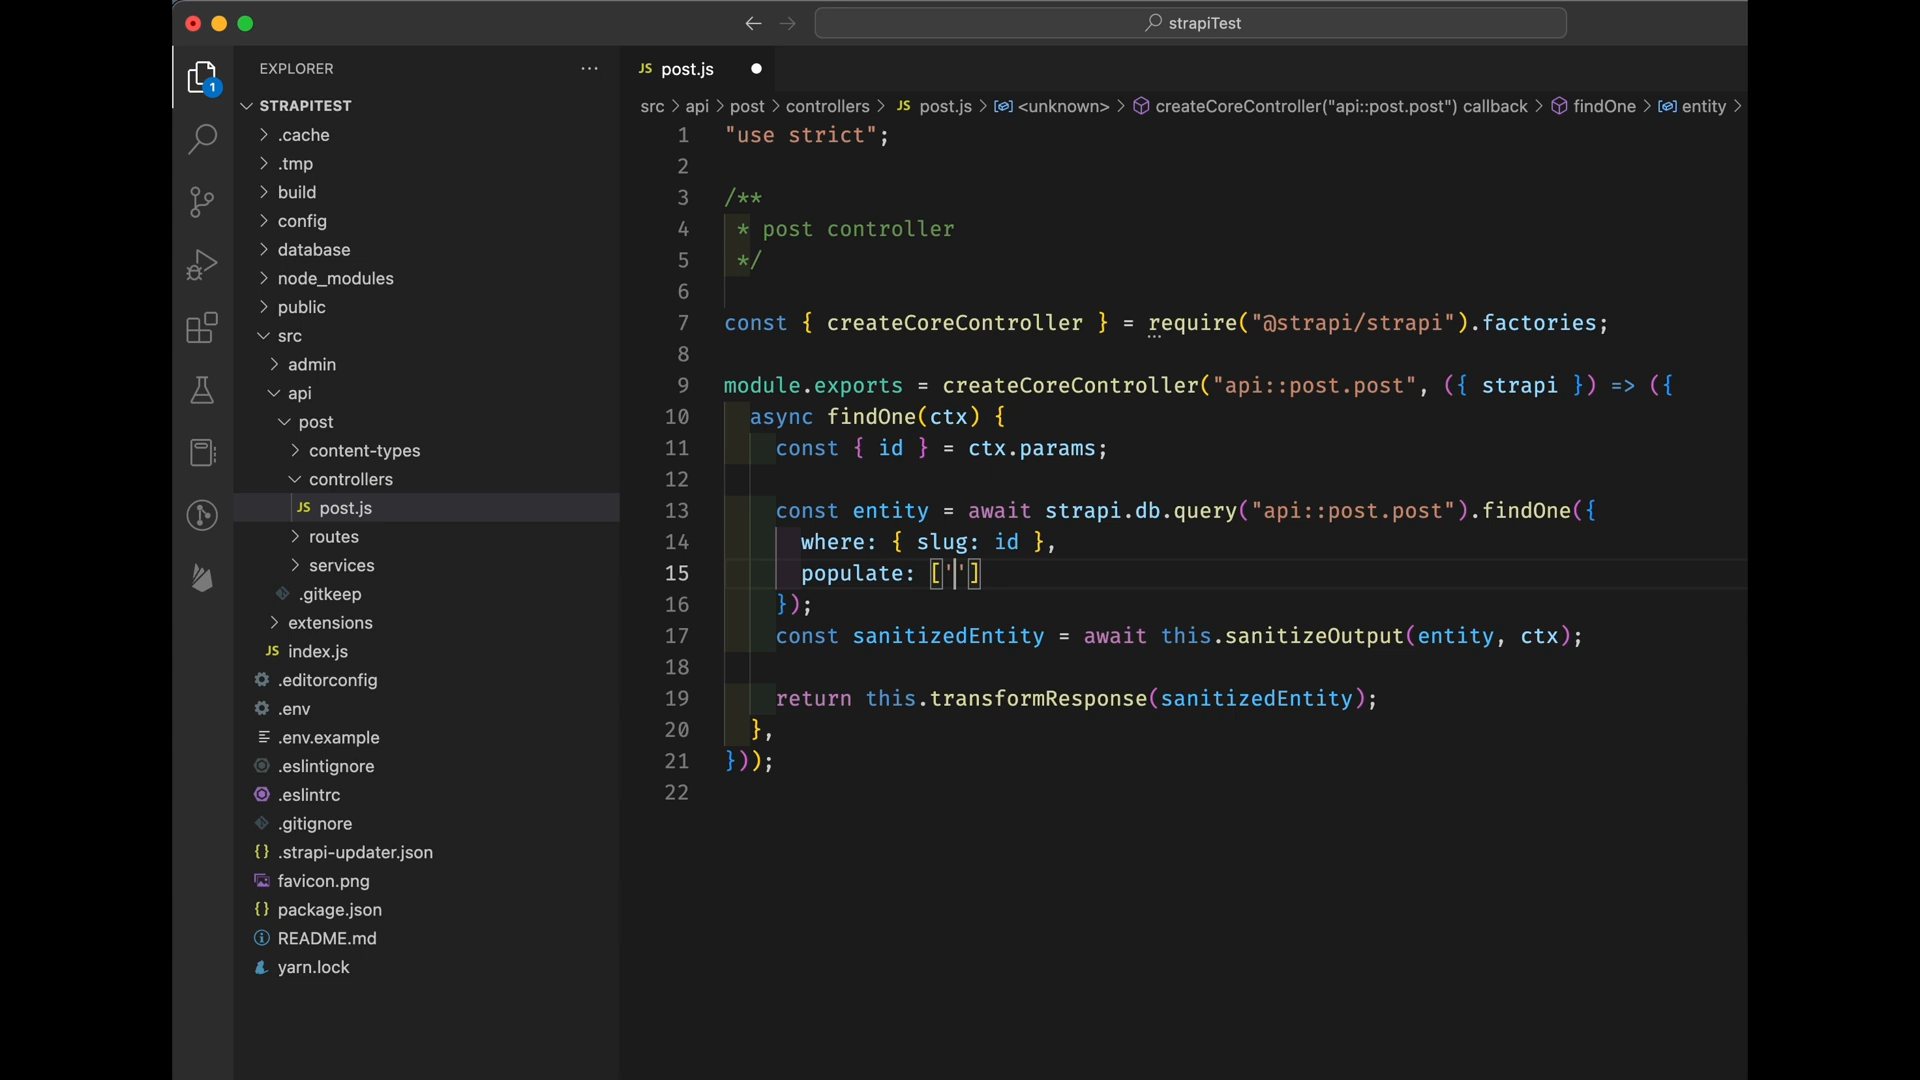 strapiTest
EXPLORER
···
JS post.js
src > api > post > controllers > JS post.js > <unknown> > createCoreController("api::post.post") callback > findOne > entity >
1
STRAPITEST
.cache
.tmp
build
config
database
node_modules
public
src
admin
api
post
content-types
controllers
JS post.js
routes
services
.gitkeep
extensions
JS index.js
.editorconfig
.env
.env.example
.eslintignore
.eslintrc
.gitignore
{} .strapi-updater.json
favicon.png
{} package.json
README.md
yarn.lock
1 "use strict";
2
3 /**
4 * post controller
5 */
6
7 const { createCoreController } = require("@strapi/strapi").factories;
8
9 module.exports = createCoreController("api::post.post", ({ strapi }) => ({
10 async findOne(ctx) {
11 const { id } = ctx.params;
12
13 const entity = await strapi.db.query("api::post.post").findOne({
14 where: { slug: id },
15 populate: ['']
16 });
17 const sanitizedEntity = await this.sanitizeOutput(entity, ctx);
18
19 return this.transformResponse(sanitizedEntity);
20 },
21 }));
22